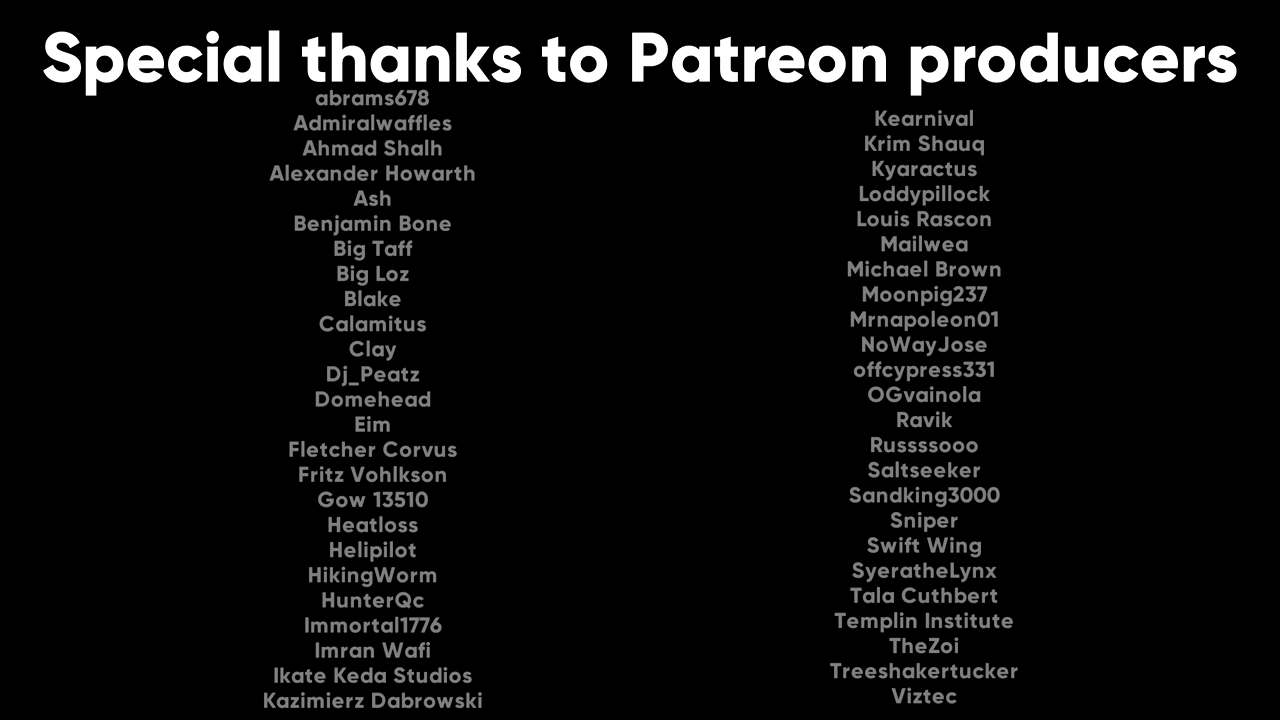 Special thanks to Patreon producers
abrams678
Admiralwaffles
Ahmad Shalh
Alexander Howarth
Ash
Benjamin Bone
Big Taff
Big Loz
Blake
Calamitus
Clay
Dj_Peatz
Domehead
Eim
Fletcher Corvus
Fritz Vohlkson
Gow 13510
Heatloss
Helipilot
HikingWorm
HunterQc
Immortal1776
Imran Wafi
Ikate Keda Studios
Kazimierz Dabrowski
Kearnival
Krim Shauq
Kyaractus
Loddypillock
Louis Rascon
Mailwea
Michael Brown
Moonpig237
Mrnapoleon01
NoWayJose
offcypress331
OGvainola
Ravik
Russssooo
Saltseeker
Sandking3000
Sniper
Swift Wing
SyeratheLynx
Tala Cuthbert
Templin Institute
TheZoi
Treeshakertucker
Viztec